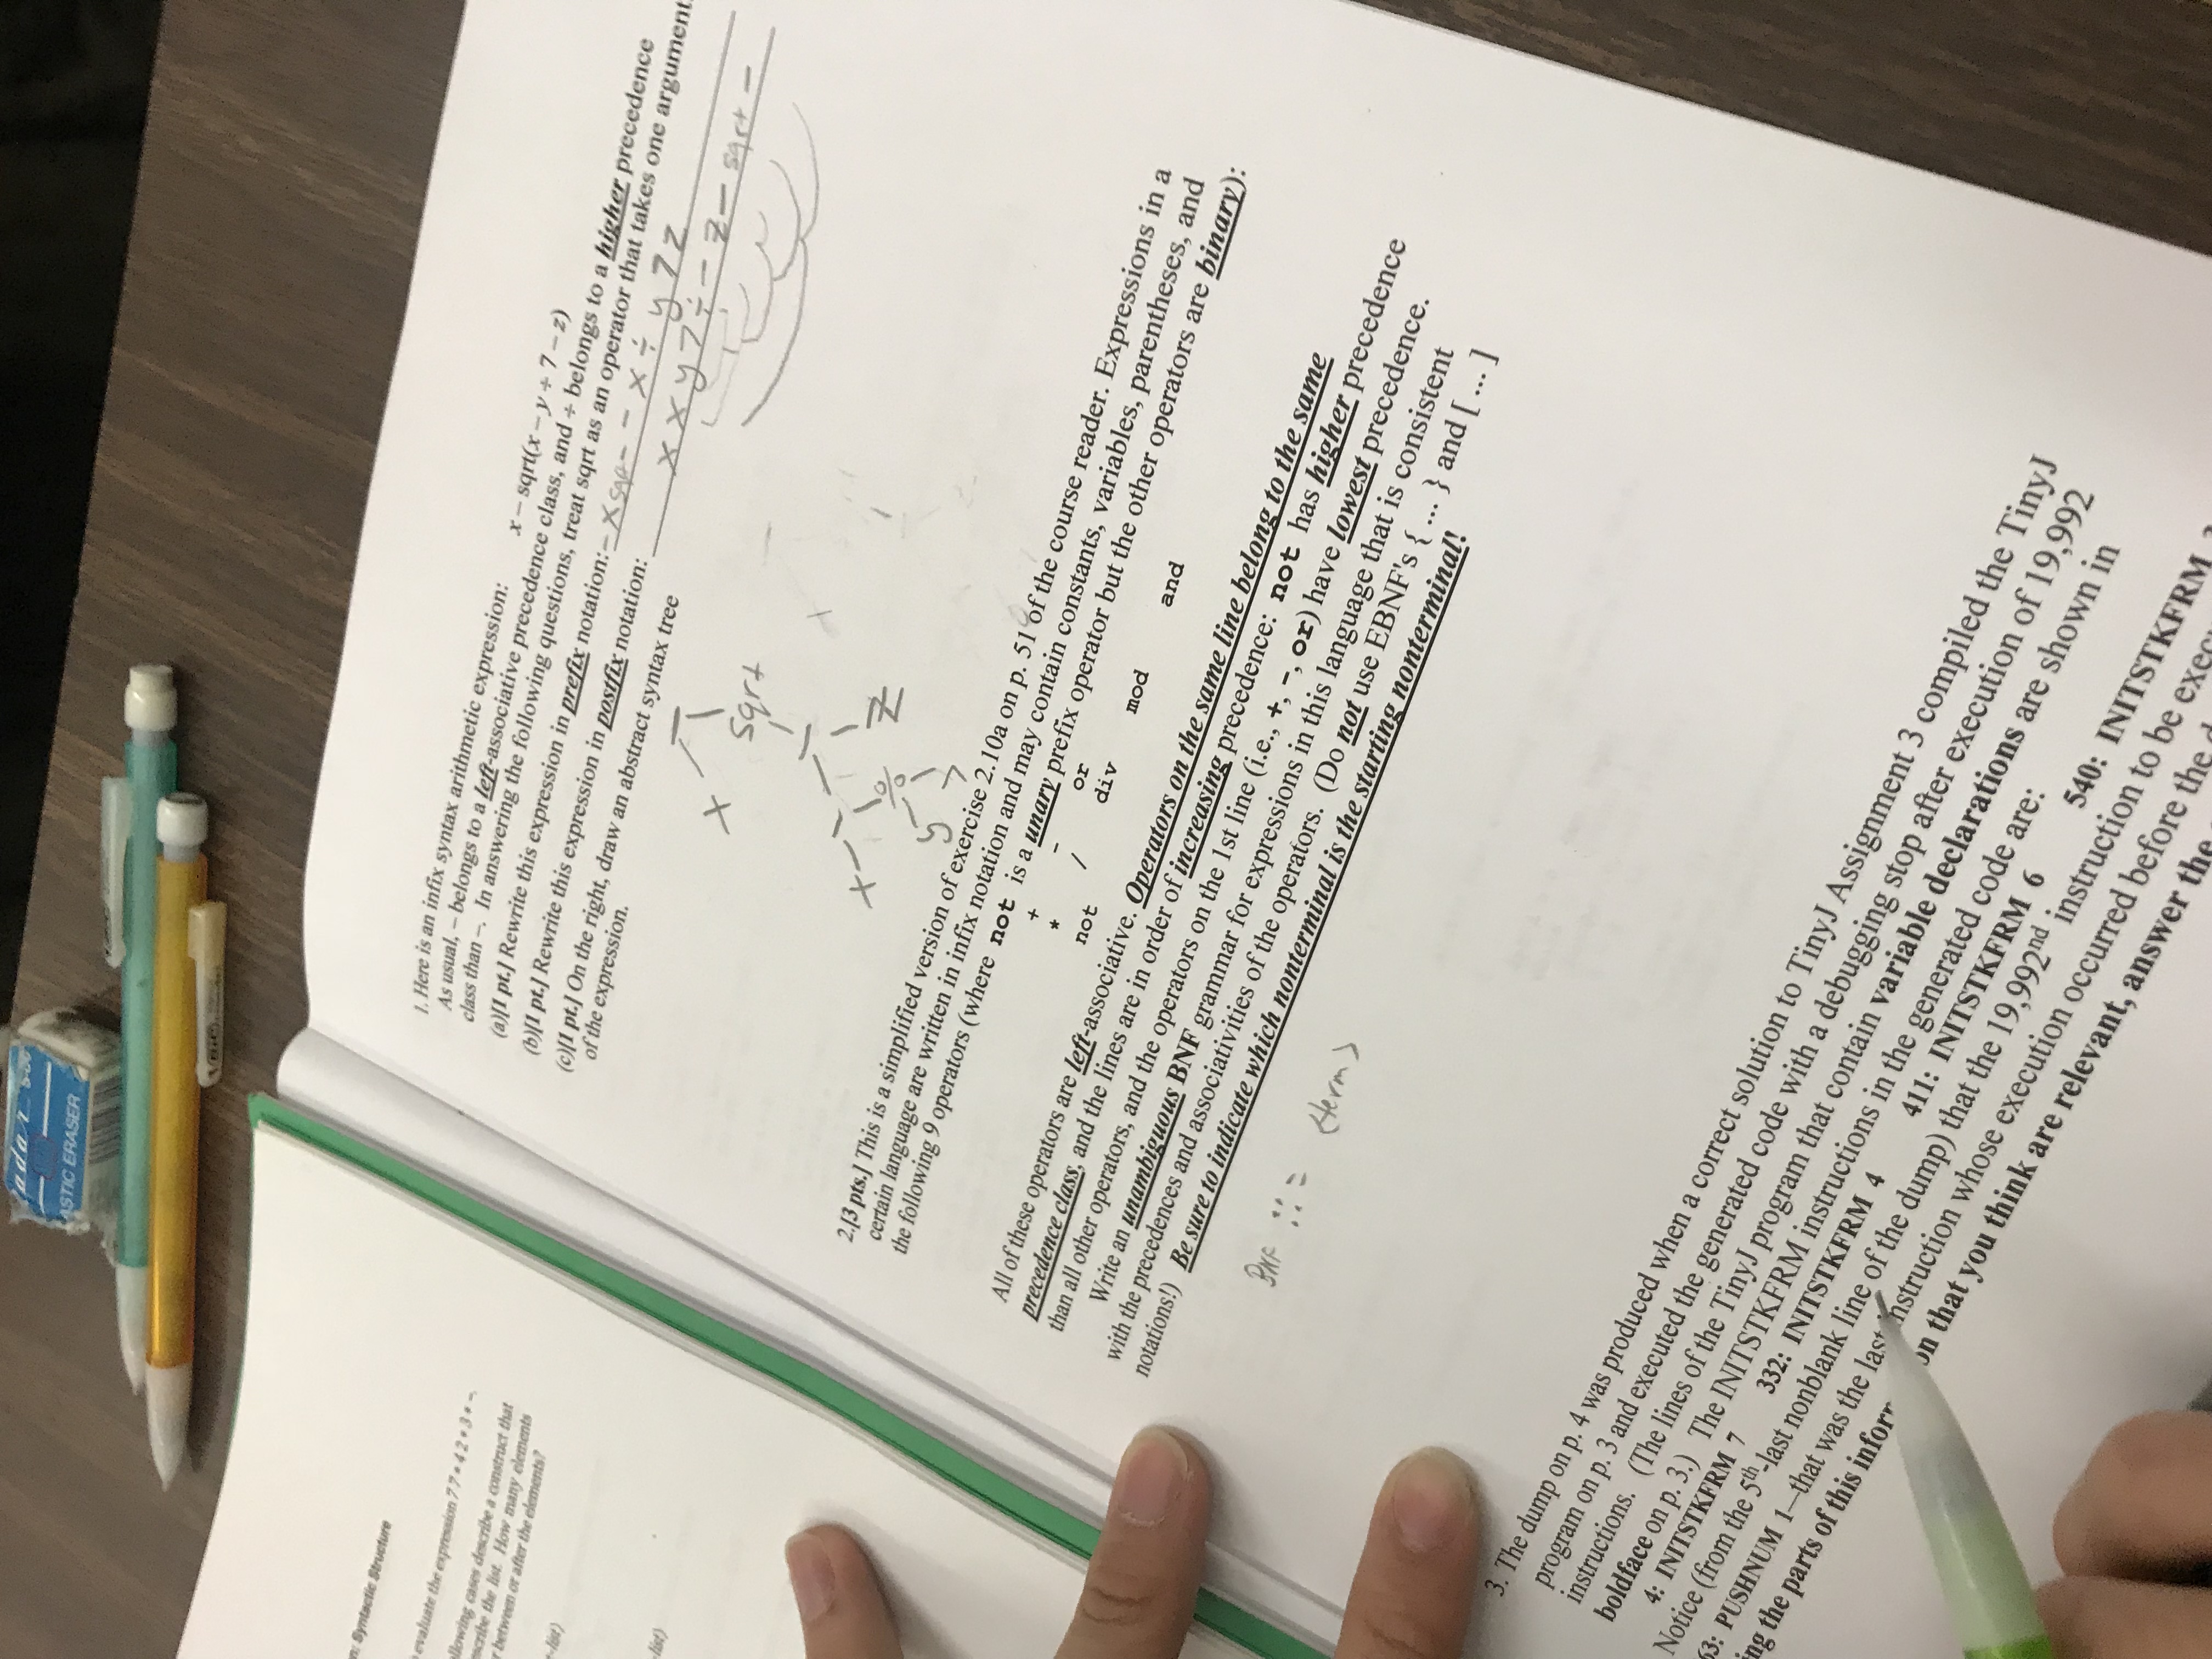 adar
ASTIC ERASER
BIC
n: Syntactic Structure
evaluate the expression 7 7 * 4 2 * 3 * -.
llowing cases describe a construct that
escribe the list. How many elements
r between or after the elements?
-list)
-list)
1. Here is an infix syntax arithmetic expression: x – sqrt(x – y ÷ 7 – z)
As usual, – belongs to a left-associative precedence class, and ÷ belongs to a higher precedence
class than –. In answering the following questions, treat sqrt as an operator that takes one argument.
(a)[1 pt.] Rewrite this expression in prefix notation: - x sqrt - - x ÷ y 7 z
(b)[1 pt.] Rewrite this expression in postfix notation: x x y 7 ÷ - z - sqrt -
(c)[1 pt.] On the right, draw an abstract syntax tree
of the expression.
-
x
sqrt
-
x - z
%
7
2.[3 pts.] This is a simplified version of exercise 2.10a on p. 51 of the course reader. Expressions in a
certain language are written in infix notation and may contain constants, variables, parentheses, and
the following 9 operators (where not is a unary prefix operator but the other operators are binary):
+ - or
* / div mod and
not
All of these operators are left-associative. Operators on the same line belong to the same
precedence class, and the lines are in order of increasing precedence: not has higher precedence
than all other operators, and the operators on the 1st line (i.e., +, -, or) have lowest precedence.
Write an unambiguous BNF grammar for expressions in this language that is consistent
with the precedences and associativities of the operators. (Do not use EBNF's { ... } and [ ... ]
notations!) Be sure to indicate which nonterminal is the starting nonterminal!
BNF ::= <term>
3. The dump on p. 4 was produced when a correct solution to TinyJ Assignment 3 compiled the TinyJ
program on p. 3 and executed the generated code with a debugging stop after execution of 19,992
instructions. (The lines of the TinyJ program that contain variable declarations are shown in
boldface on p. 3.) The INITSTKFRM instructions in the generated code are:
4: INITSTKFRM 7 332: INITSTKFRM 4 411: INITSTKFRM 6 540: INITSTKFRM
Notice (from the 5th-last nonblank line of the dump) that the 19,992nd instruction to be execu
63: PUSHNUM 1—that was the last instruction whose execution occurred before the d
ing the parts of this infor on that you think are relevant, answer the